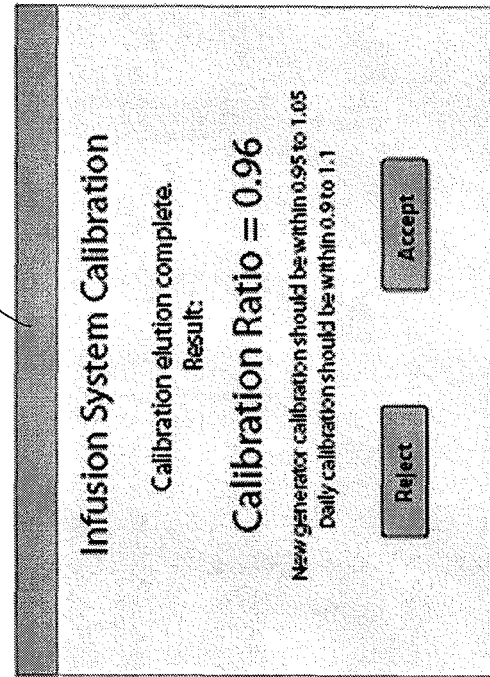 Infusion System Calibration
Calibration elution complete.
Result:
Calibration Ratio = 0.96
New generator calibration should be within 0.95 to 1.05
Daily calibration should be within 0.9 to 1.1
Reject
Accept